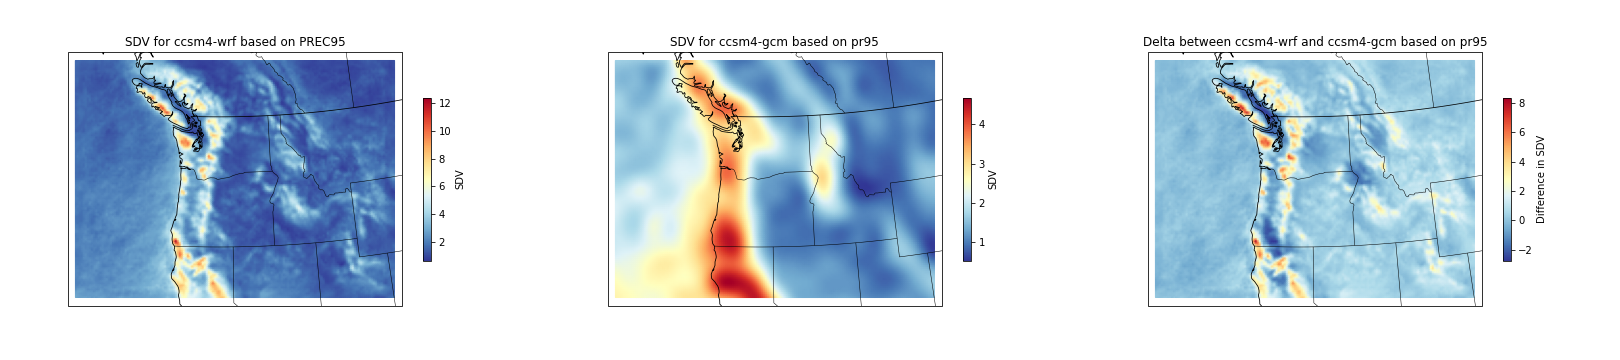 SDV for ccsm4-wrf based on PREC95
12
10
8
6
4
2
SDV
SDV for ccsm4-gcm based on pr95
4
3
2
1
SDV
Delta between ccsm4-wrf and ccsm4-gcm based on pr95
8
6
4
2
0
−2
Difference in SDV